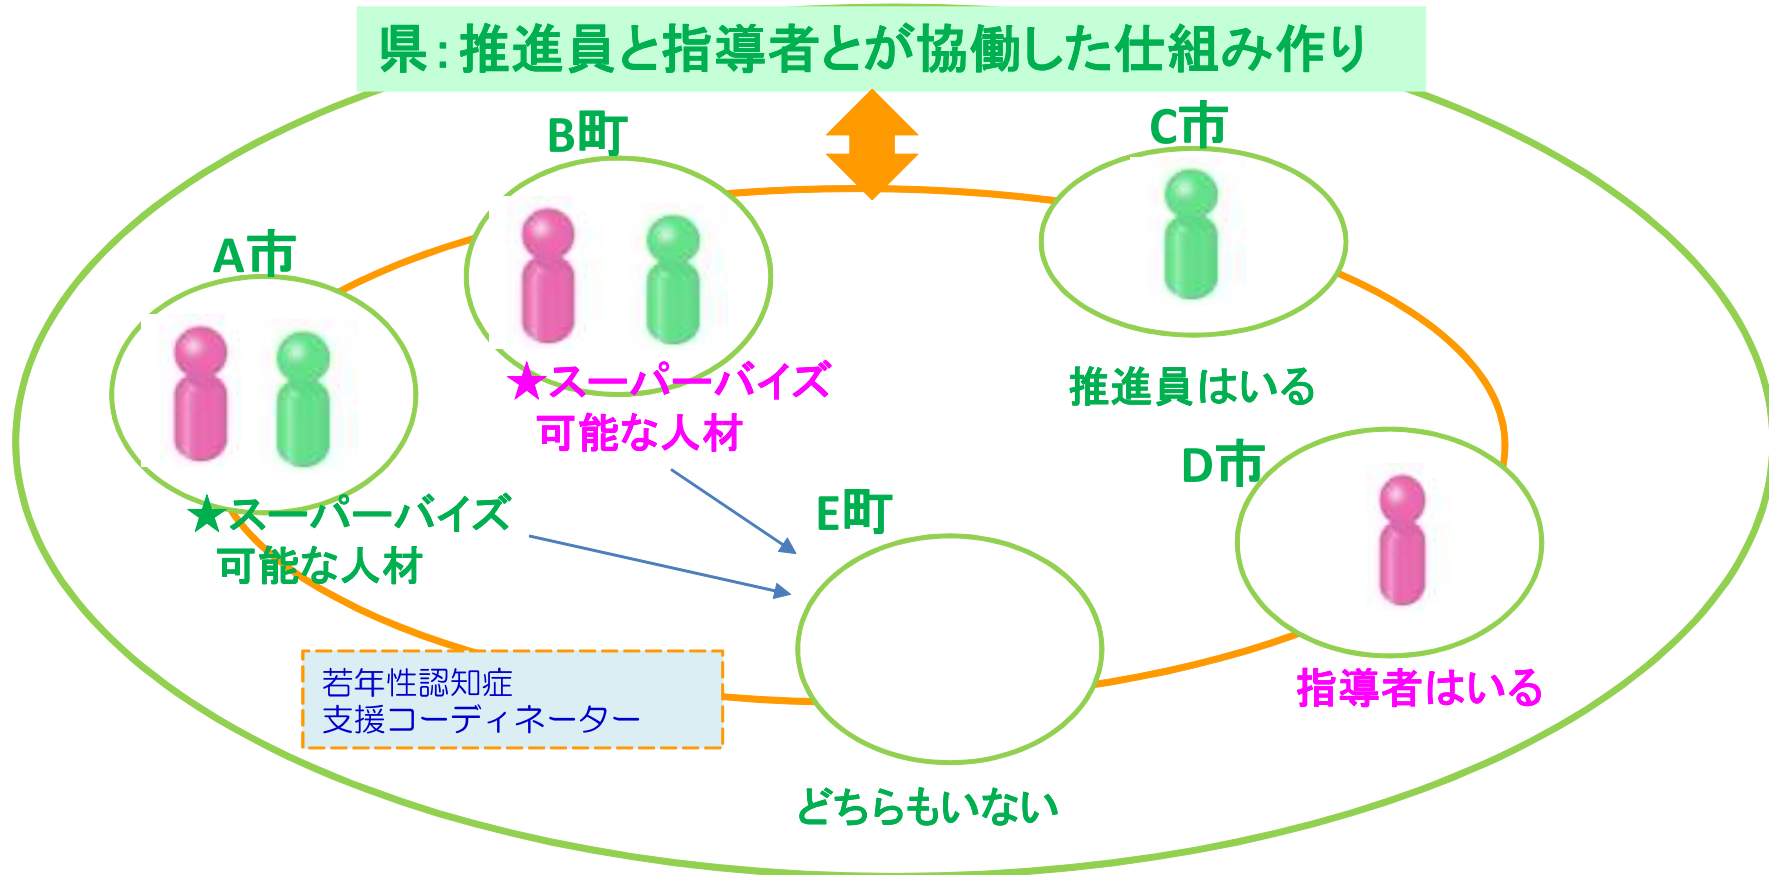 県：推進員と指導者とが協働した仕組み作り
B町
C市
A市
★スーパーバイズ
可能な人材
推進員はいる
D市
E町
★スーパーバイズ
可能な人材
若年性認知症
支援コーディネーター
指導者はいる
どちらもいない